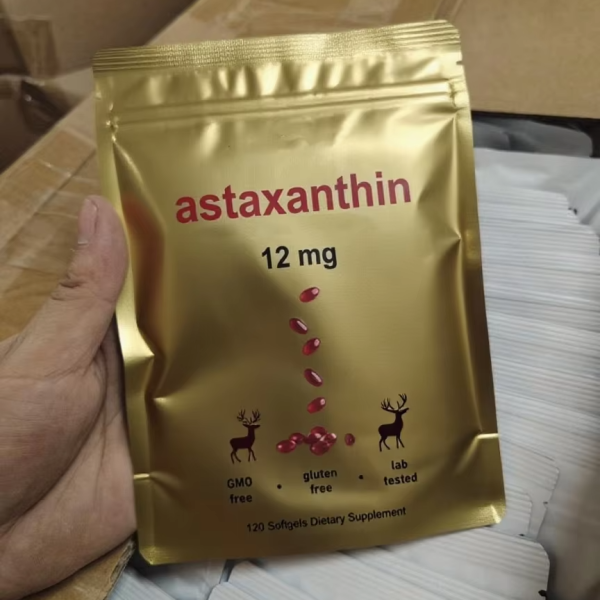 astaxanthin
12 mg
GMO
free
• gluten
free
• lab
tested
120 Softgels Dietary Supplement